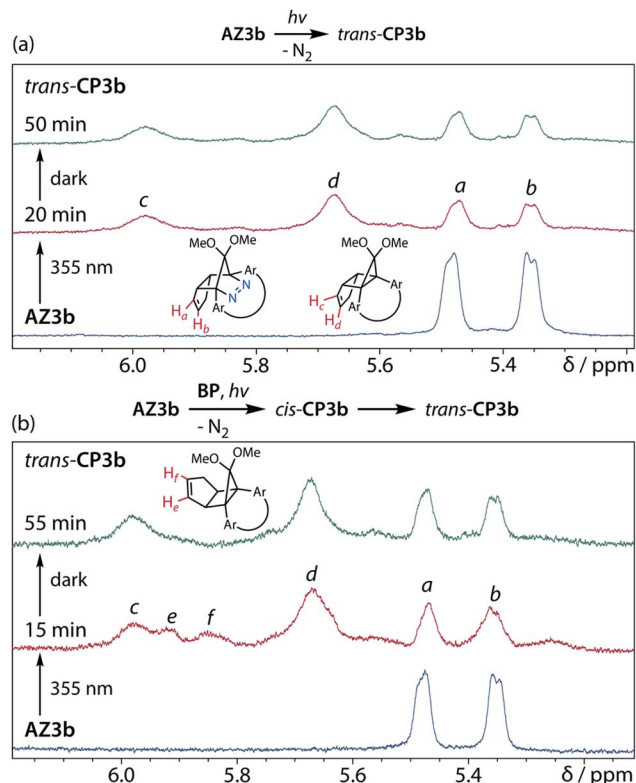 (a)
AZ3b hν trans-CP3b
- N2
trans-CP3b
50 min
dark
20 min
355 nm
AZ3b
c
d
a
b
MeO OMe
Ar
N
N
Ar
Ha
Hb
MeO OMe
Ar
Ar
Hc
Hd
6.0 5.8 5.6 5.4 δ / ppm
(b)
AZ3b BP, hν cis-CP3b trans-CP3b
- N2
trans-CP3b
55 min
dark
15 min
355 nm
AZ3b
MeO OMe
Hf
He
Ar
Ar
c
e
f
d
a
b
6.0 5.8 5.6 5.4 δ / ppm